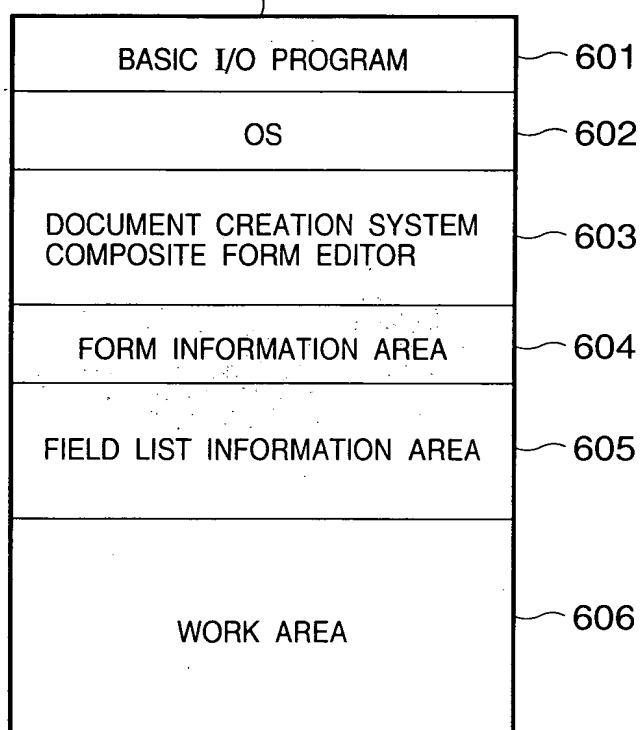 BASIC I/O PROGRAM
601
OS
602
DOCUMENT CREATION SYSTEM
COMPOSITE FORM EDITOR
603
FORM INFORMATION AREA
604
FIELD LIST INFORMATION AREA
605
WORK AREA
606